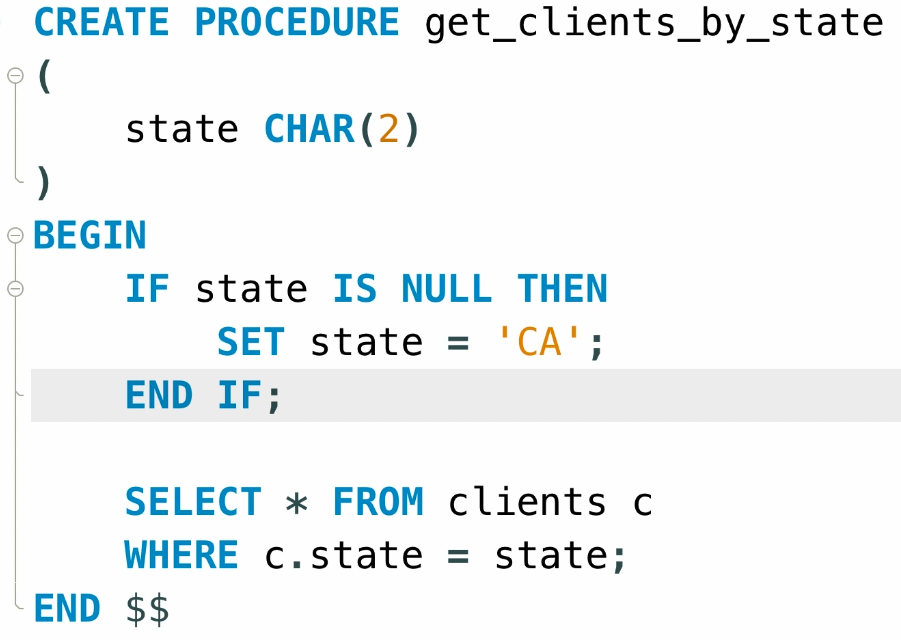 CREATE PROCEDURE get_clients_by_state
(
    state CHAR(2)
)
BEGIN
    IF state IS NULL THEN
        SET state = 'CA';
    END IF;

    SELECT * FROM clients c
    WHERE c.state = state;
END $$